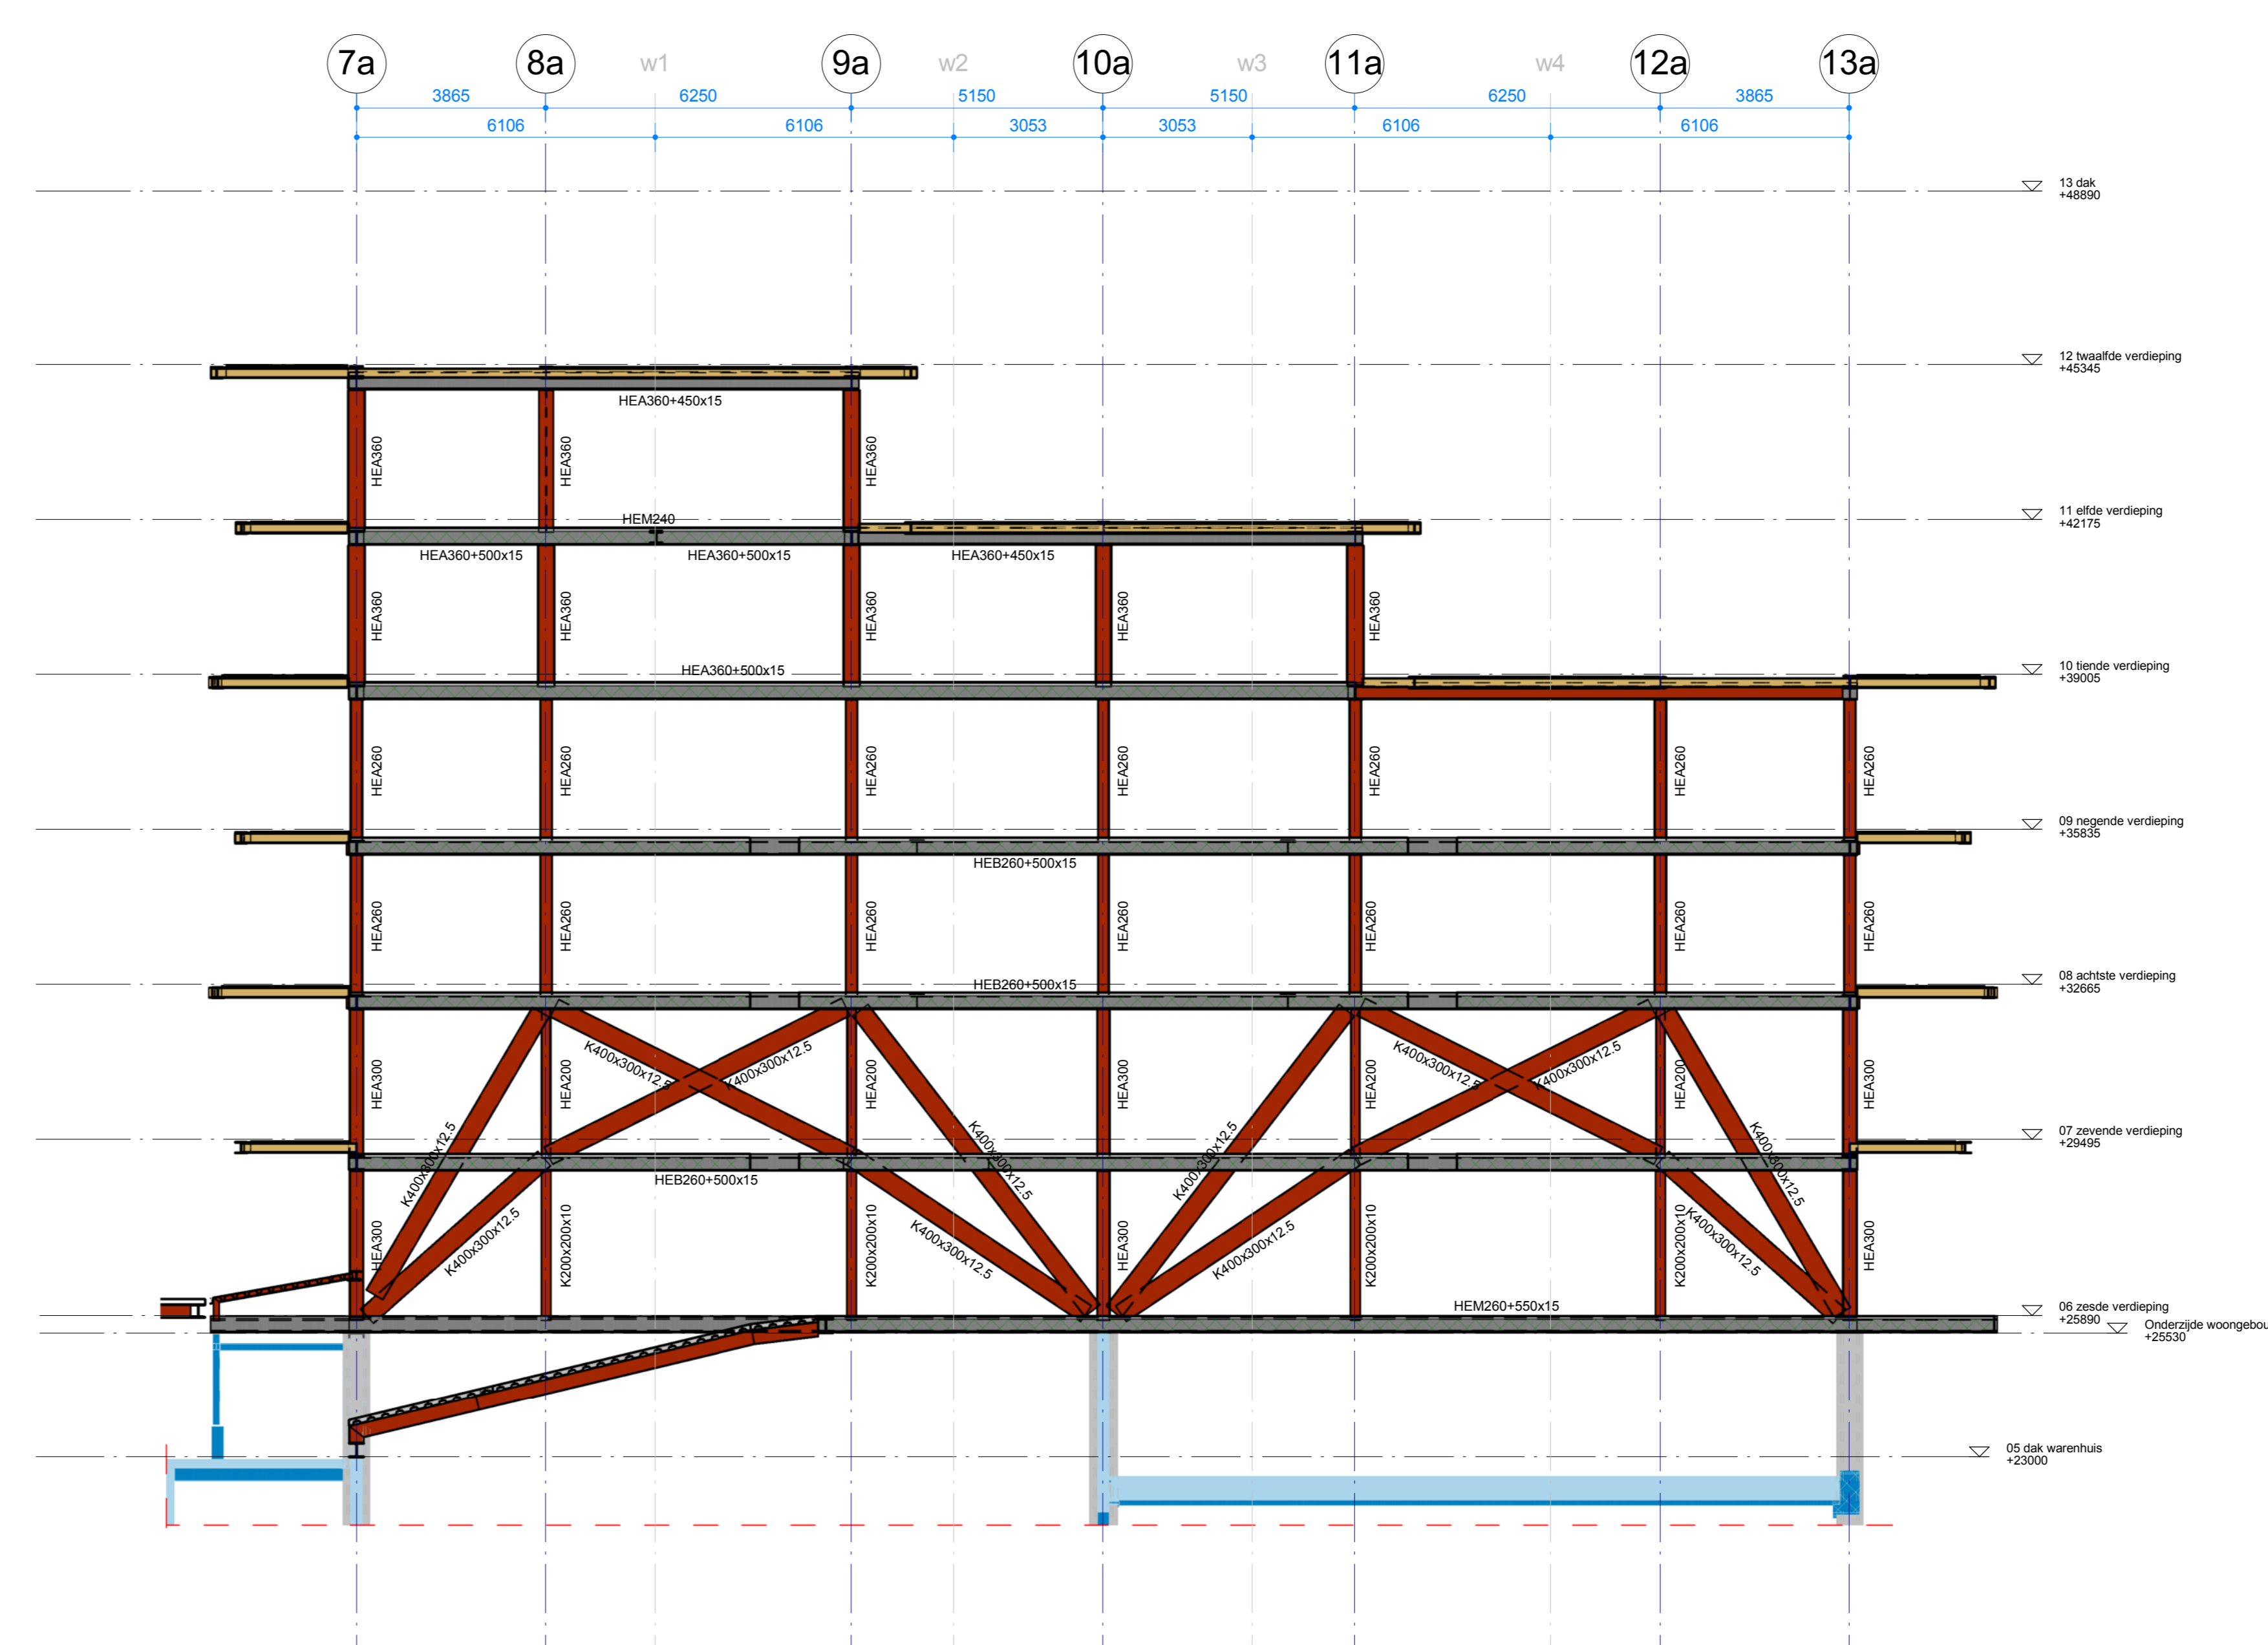 7a 8a w1 9a w2 10a w3 11a w4 12a 13a
3865 6250 5150 5150 6250 3865
6106 6106 3053 3053 6106 6106
13 dak
+48890
12 twaalfde verdieping
+45345
HEA360+450x15
HEA360 HEA360 HEA360
11 elfde verdieping
+42175
HEM240
HEA360+500x15 HEA360+500x15 HEA360+450x15
HEA360 HEA360 HEA360 HEA360 HEA360
10 tiende verdieping
+39005
HEA360+500x15
HEA260 HEA260 HEA260 HEA260 HEA260 HEA260 HEA260
09 negende verdieping
+35835
HEB260+500x15
HEA260 HEA260 HEA260 HEA260 HEA260 HEA260 HEA260
08 achtste verdieping
+32665
HEB260+500x15
K400x300x12.5 K400x300x12.5 K400x300x12.5 K400x300x12.5
HEA300 HEA200 HEA200 HEA300 HEA200 HEA200 HEA300
K400x300x12.5 K400x300x12.5 K400x300x12.5 K400x300x12.5
07 zevende verdieping
+29495
HEB260+500x15
HEA300 K200x200x10 K200x200x10 HEA300 K200x200x10 K200x200x10 HEA300
K400x300x12.5 K400x300x12.5 K400x300x12.5 K400x300x12.5
HEM260+550x15
06 zesde verdieping
+25890
Onderzijde woongebou
+25530
05 dak warenhuis
+23000